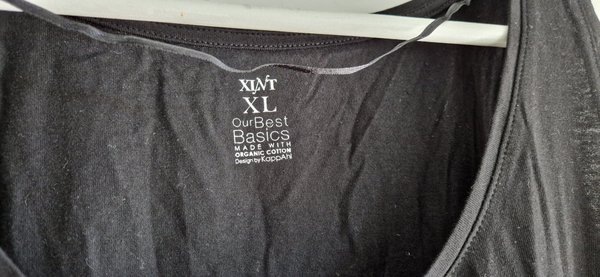 XLNT
XL
Our Best
Basics
MADE WITH
ORGANIC COTTON
Design by KappAhl